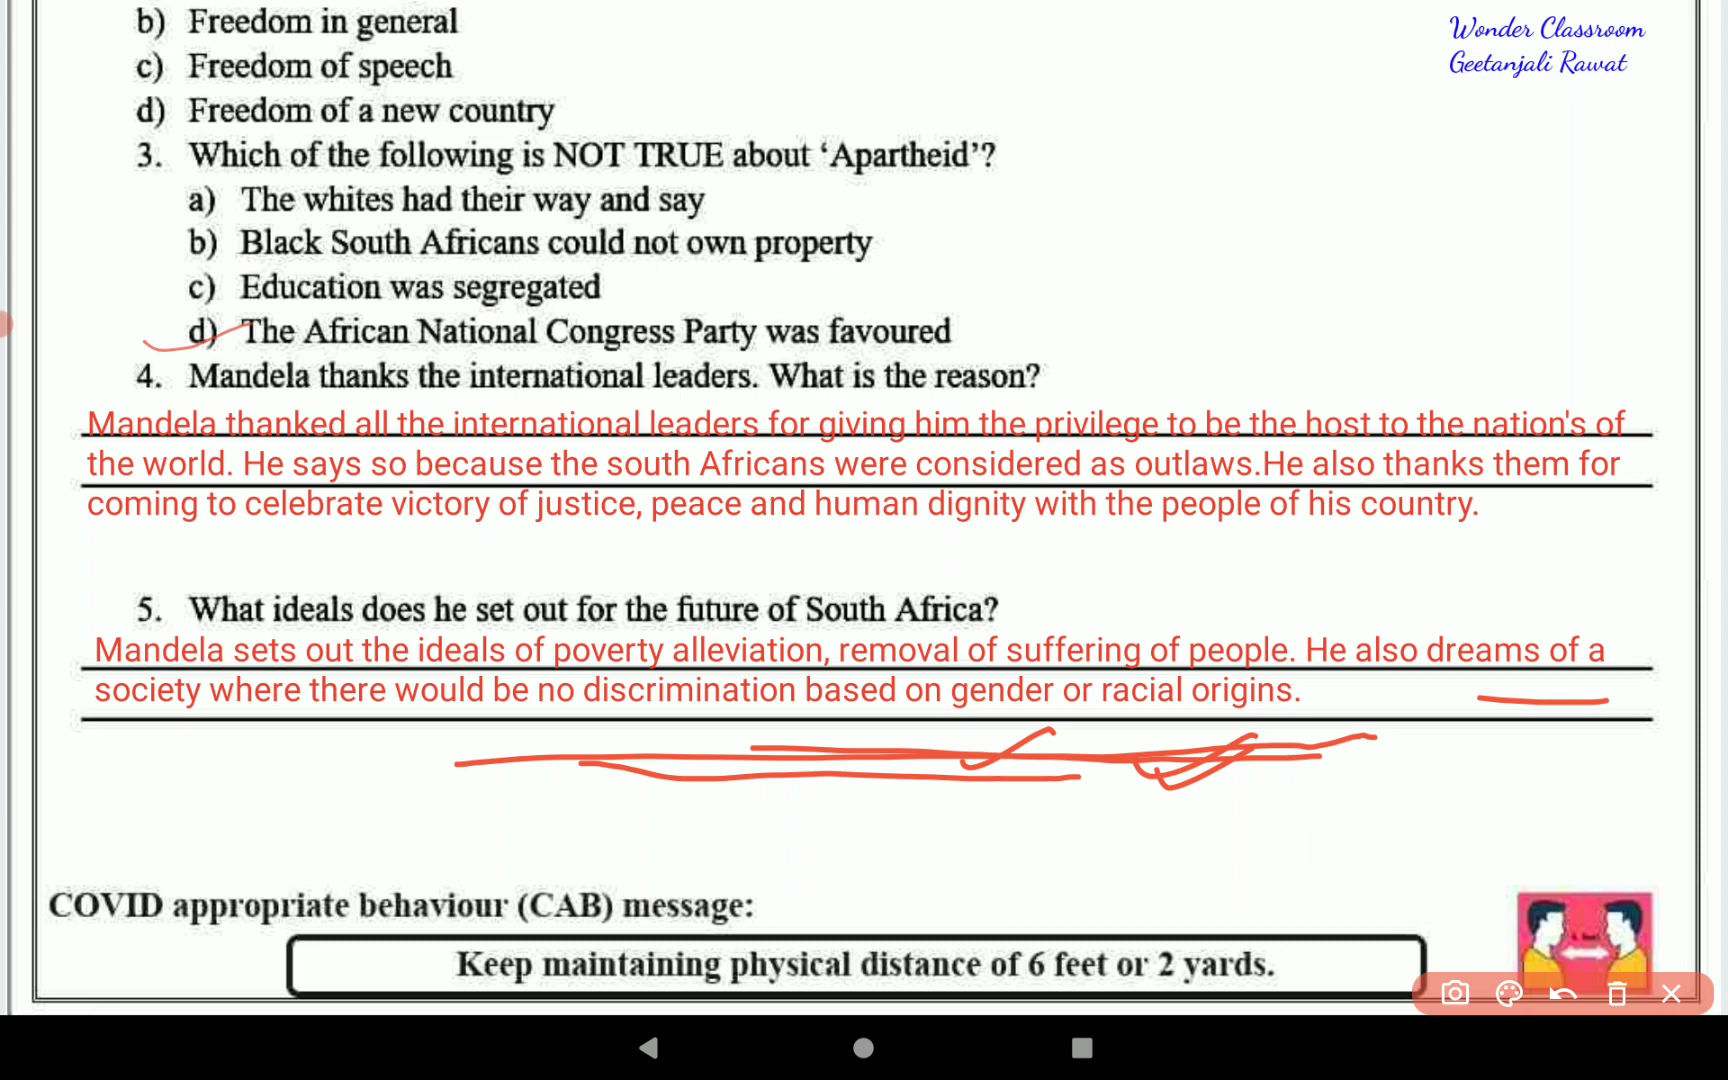 b) Freedom in general
Wonder Classroom
Geetanjali Rawat
c) Freedom of speech
d) Freedom of a new country
3. Which of the following is NOT TRUE about ‘Apartheid’?
a) The whites had their way and say
b) Black South Africans could not own property
c) Education was segregated
d) The African National Congress Party was favoured
4. Mandela thanks the international leaders. What is the reason?
Mandela thanked all the international leaders for giving him the privilege to be the host to the nation's of
the world. He says so because the south Africans were considered as outlaws.He also thanks them for
coming to celebrate victory of justice, peace and human dignity with the people of his country.
5. What ideals does he set out for the future of South Africa?
Mandela sets out the ideals of poverty alleviation, removal of suffering of people. He also dreams of a
society where there would be no discrimination based on gender or racial origins.
COVID appropriate behaviour (CAB) message:
Keep maintaining physical distance of 6 feet or 2 yards.